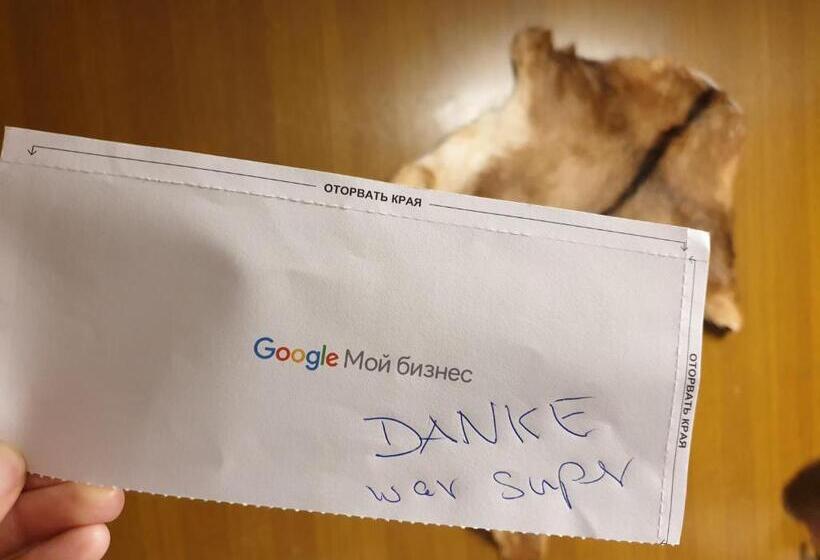 ОТОРВАТЬ КРАЯ
Google Мой бизнес
ОТОРВАТЬ КРАЯ
DANKE
war super